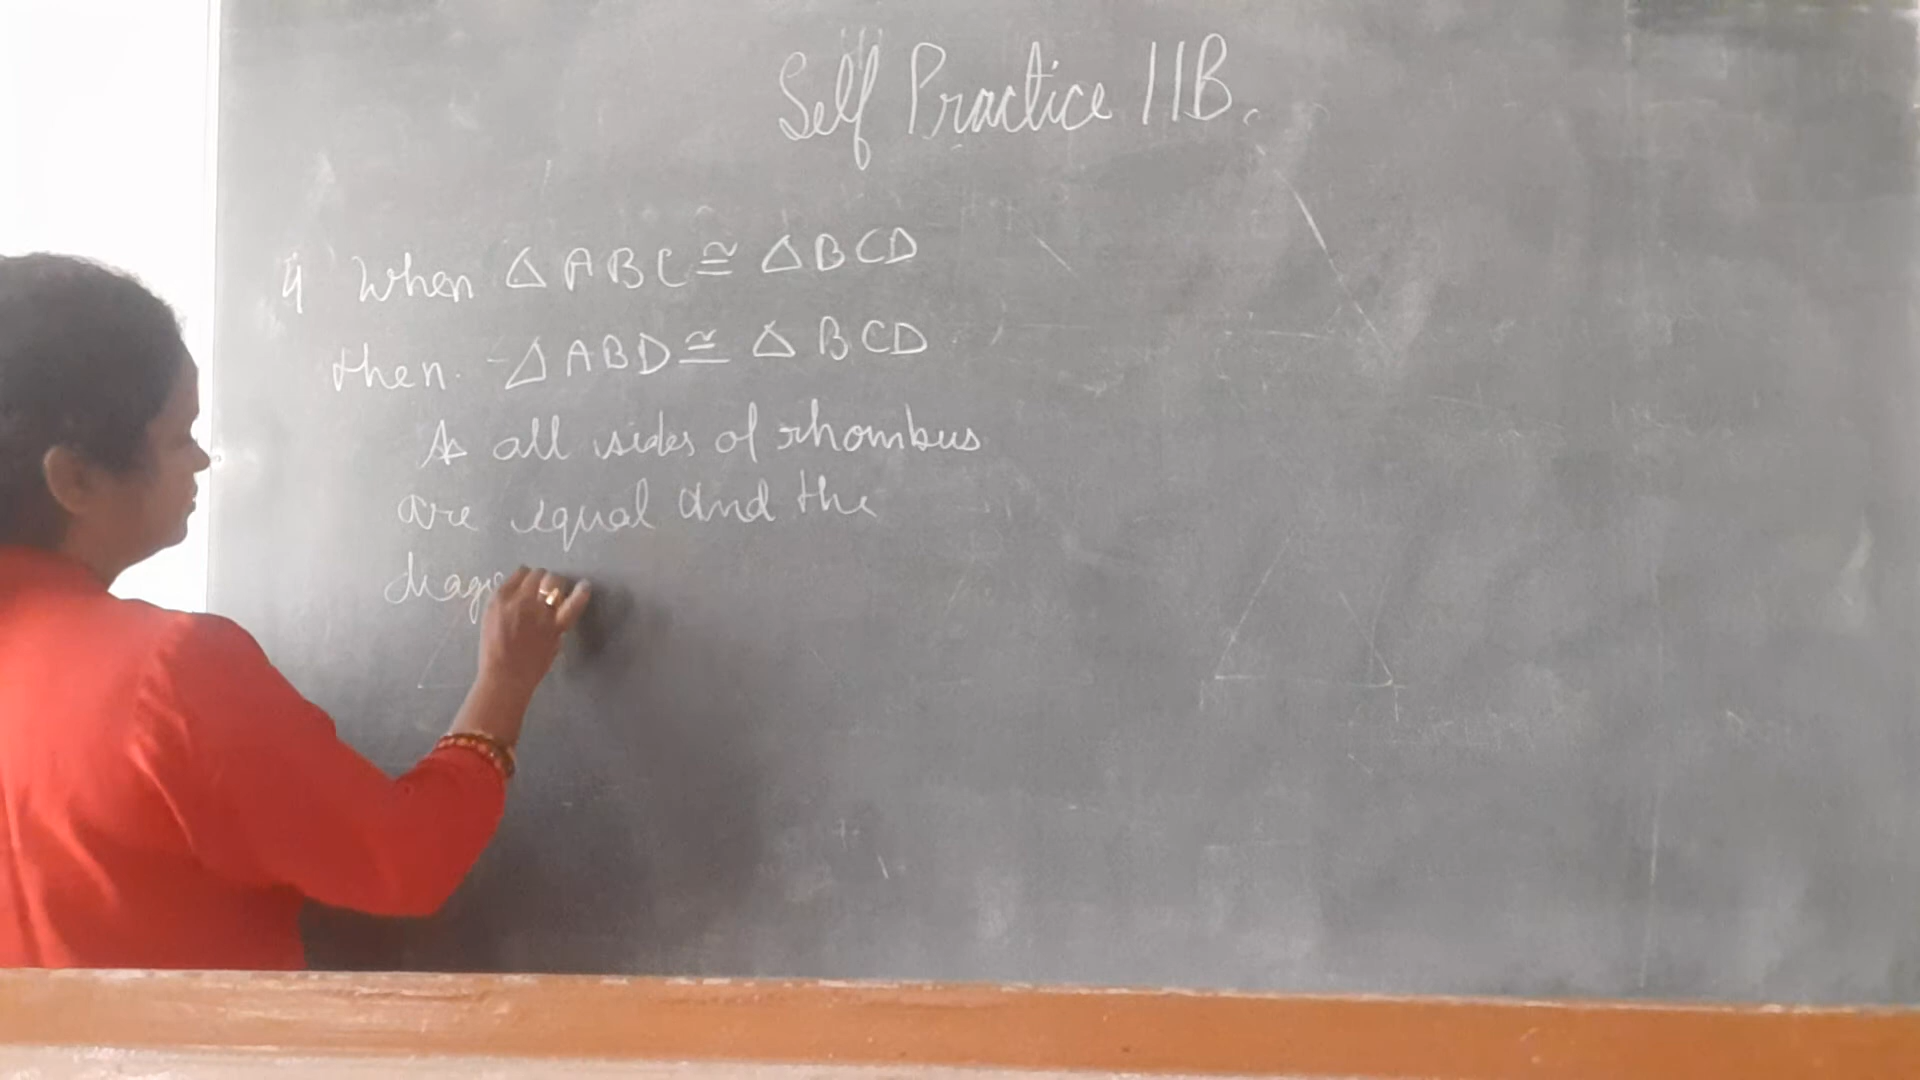 Self Practice 11B.
4 When △ABC ≅ △BCD
then. △ABD ≅ △BCD
As all sides of rhombus
are equal and the
diag